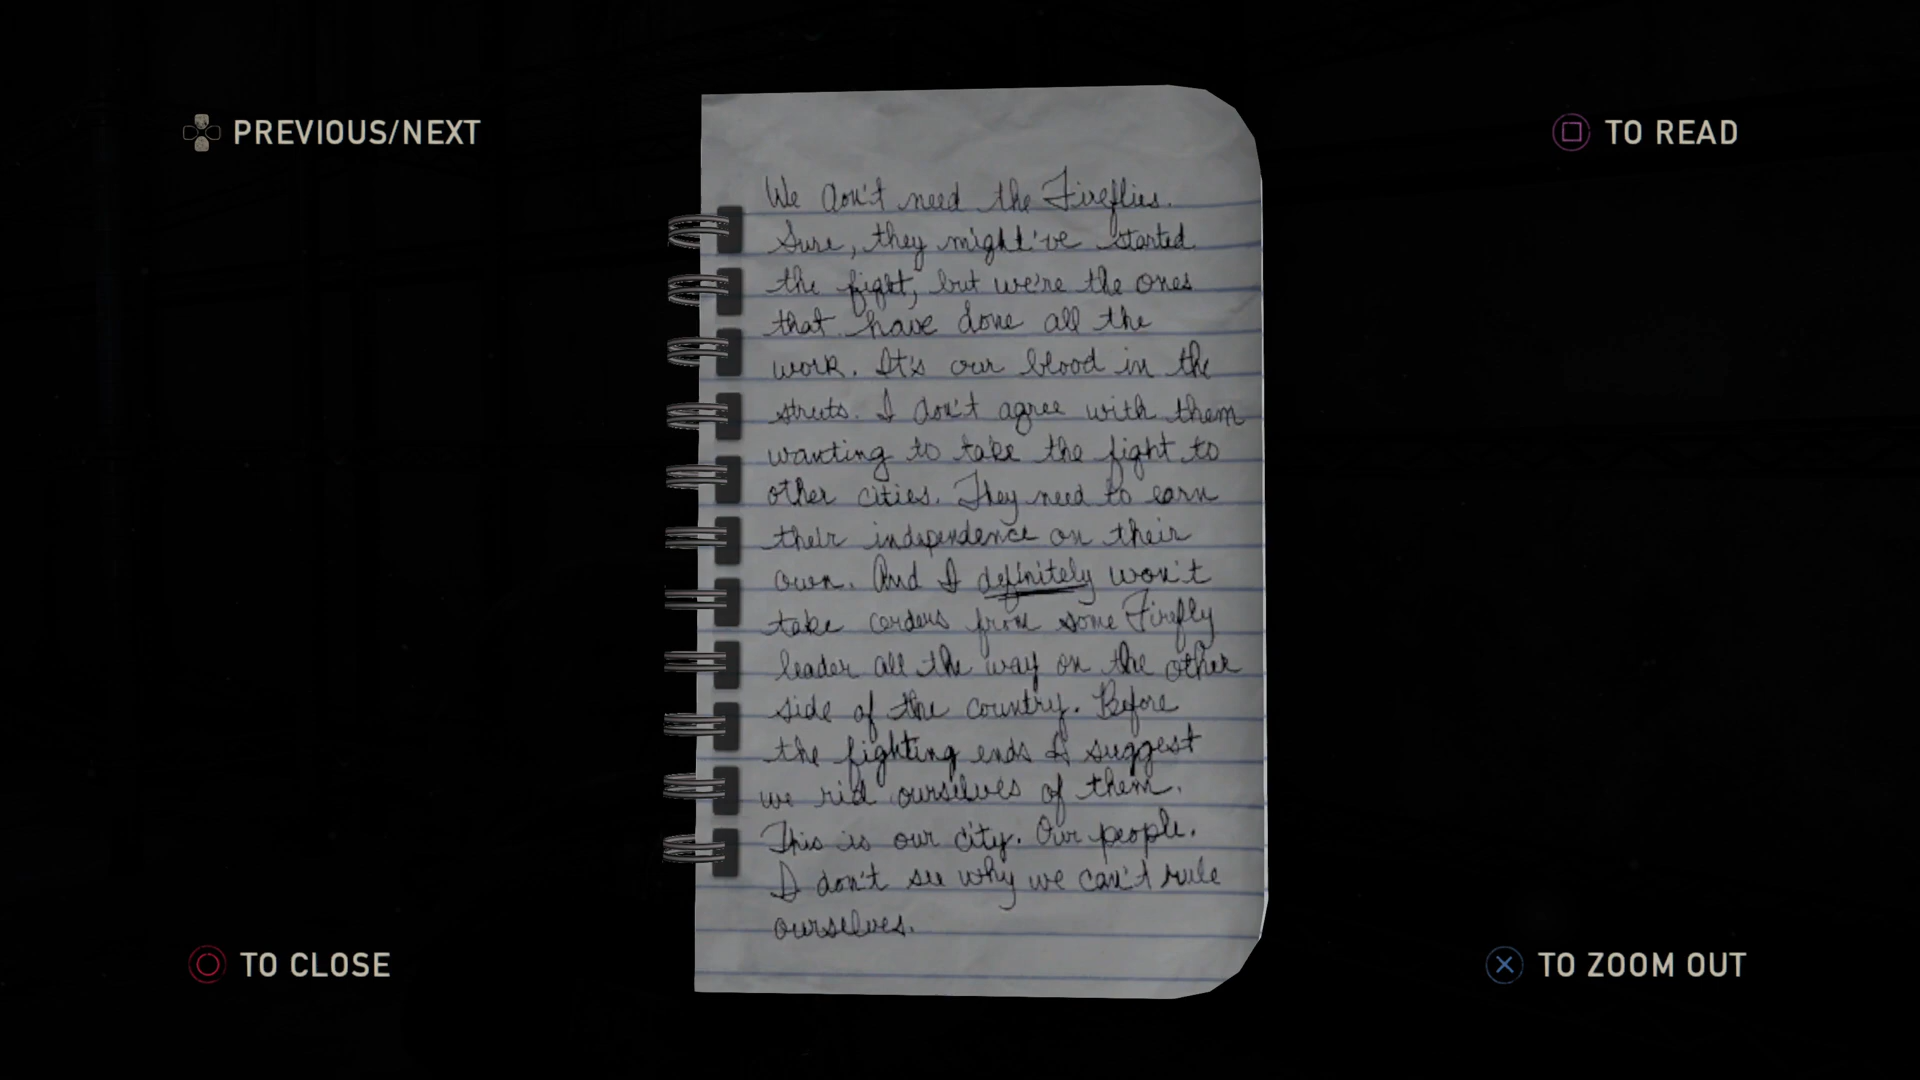 PREVIOUS/NEXT
TO READ
We don't need the Fireflies.
Sure, they might've started
the fight, but we're the ones
that have done all the
work. It's our blood in the
streets. I don't agree with them
wanting to take the fight to
other cities. They need to earn
their independence on their
own. And I definitely won't
take orders from some Firefly
leader all the way on the other
side of the country. Before
the fighting ends I suggest
we rid ourselves of them.
This is our city. Our people.
I don't see why we can't rule
ourselves.
TO CLOSE
TO ZOOM OUT